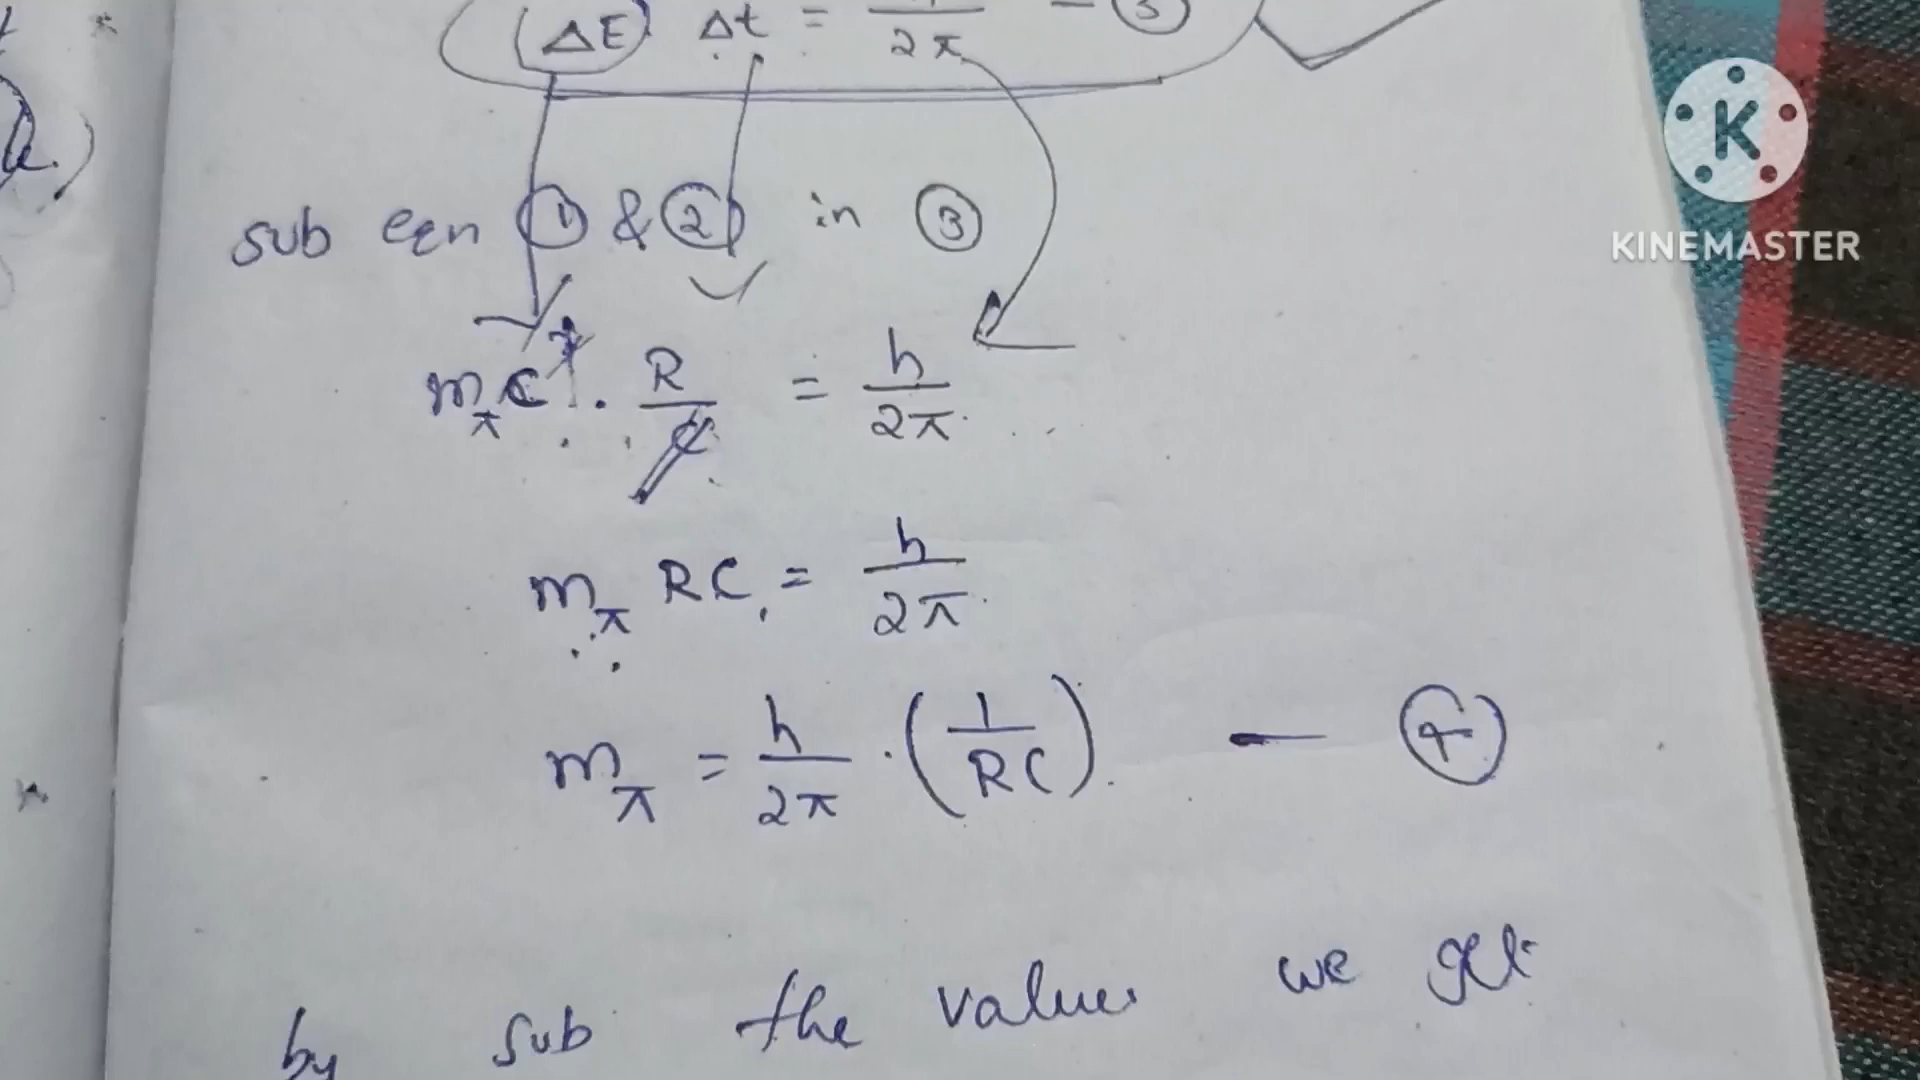 (ΔE) Δt = h/2π — ③
sub eqn ① & ② in ③
K
KINEMASTER
m_π c² · R/c = h/2π
m_π RC = h/2π
m_π = h/2π · (1/RC) — ④
by sub the values we get